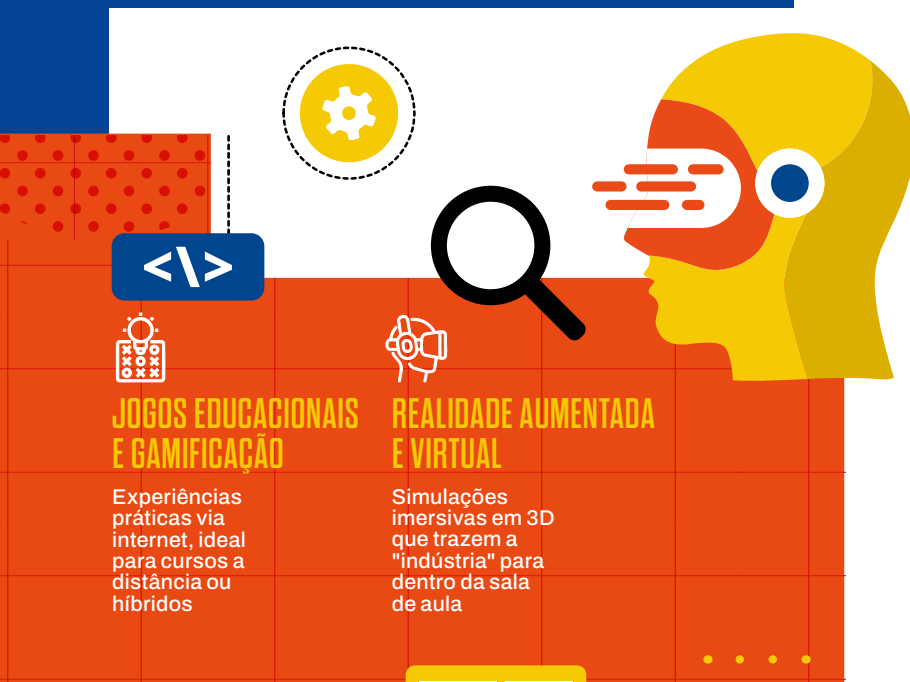 <\>
JOGOS EDUCACIONAIS
E GAMIFICAÇÃO
Experiências
práticas via
internet, ideal
para cursos a
distância ou
híbridos
REALIDADE AUMENTADA
E VIRTUAL
Simulações
imersivas em 3D
que trazem a
"indústria" para
dentro da sala
de aula